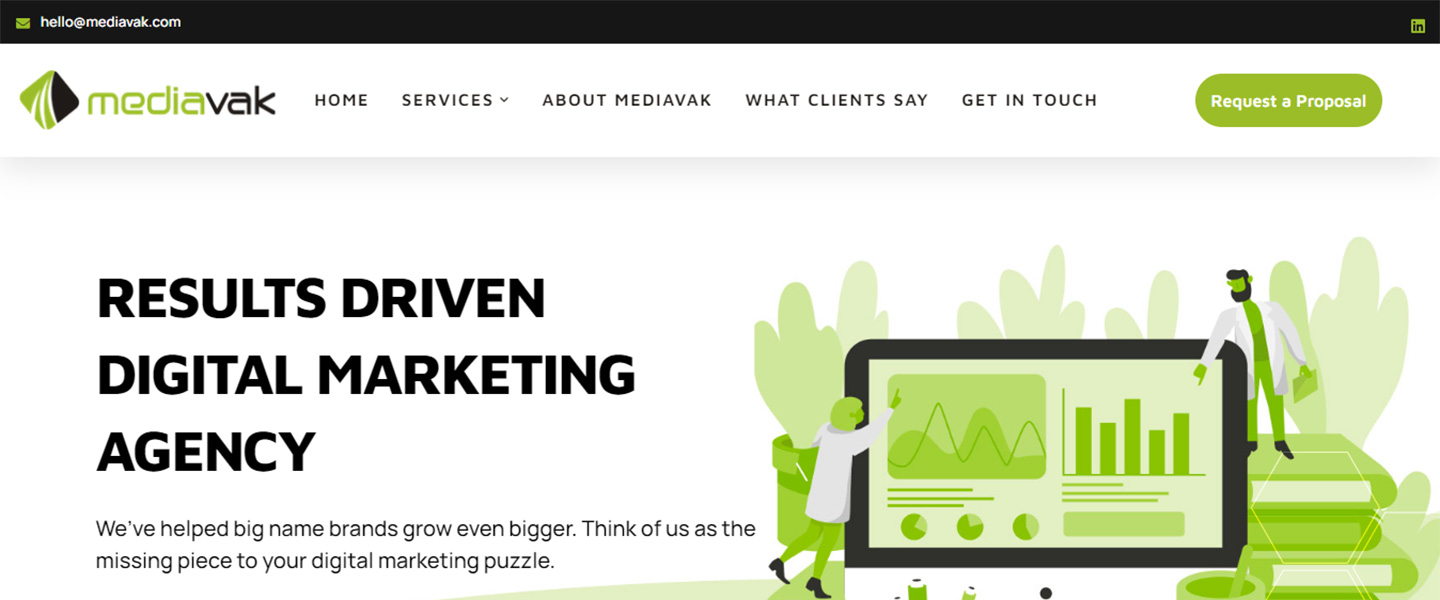 hello@mediavak.com
mediavak
HOME
SERVICES
ABOUT MEDIAVAK
WHAT CLIENTS SAY
GET IN TOUCH
Request a Proposal
RESULTS DRIVEN
DIGITAL MARKETING
AGENCY
We’ve helped big name brands grow even bigger. Think of us as the
missing piece to your digital marketing puzzle.